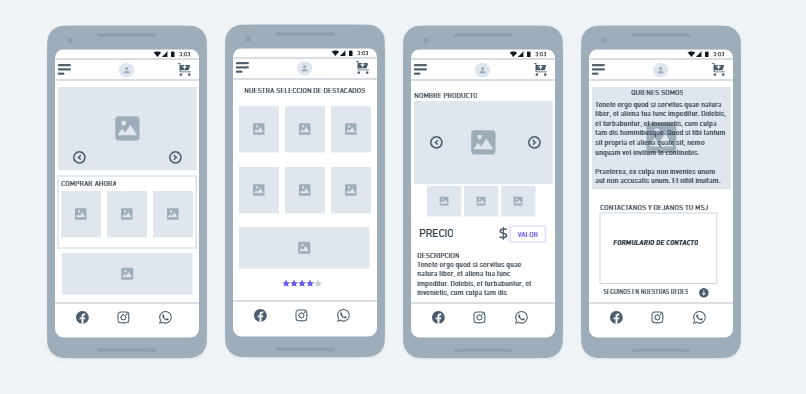 3:03
COMPRAR AHORA
3:03
NUESTRA SELECCION DE DESTACADOS
3:03
NOMBRE PRODUCTO
PRECIO $ VALOR
DESCRIPCION
Tenete ergo quod si servitus quae
natura liber, et aliena tua tunc
impeditur. Dolebis, et turbabuntur, et
invenietis, cum culpa tam dis
3:03
QUIENES SOMOS
Tenete ergo quod si servitus quae natura
liber, et aliena tua tunc impeditur. Dolebis,
et turbabuntur, et invenietis, cum culpa
tam dis hominibusque. Quod si libi tantum
sit propria et aliena quale sit, nemo
unquam vel invitum te continebis.
Praeterea, ex culpa non invenies unum
aut non accusabis unum. Et nihil invitam.
CONTACTANOS Y DEJANOS TU MSJ
FORMULARIO DE CONTACTO
SEGUINOS EN NUESTRAS REDES